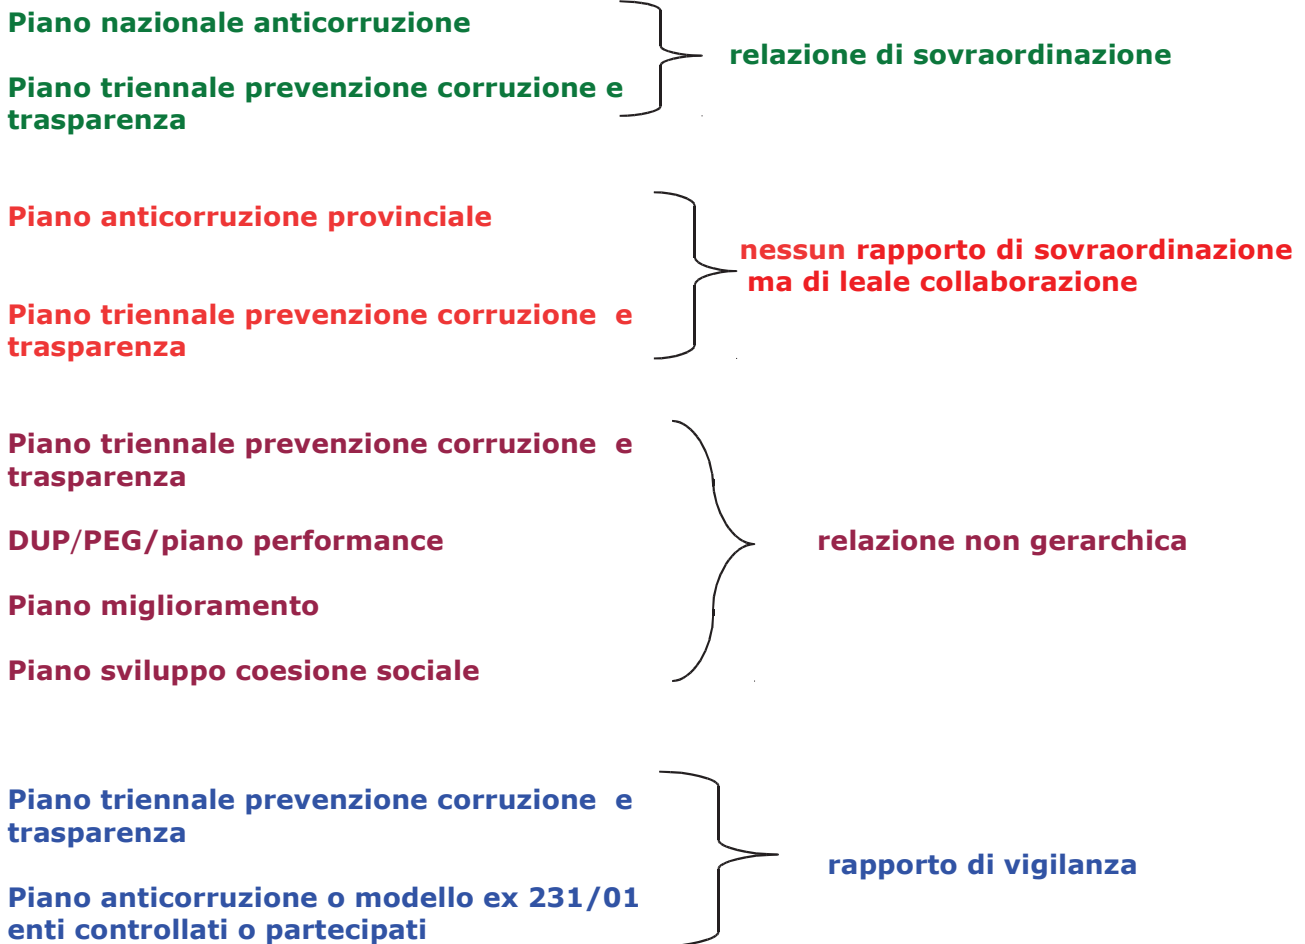 Piano nazionale anticorruzione
relazione di sovraordinazione
Piano triennale prevenzione corruzione e
trasparenza
Piano anticorruzione provinciale
nessun rapporto di sovraordinazione
ma di leale collaborazione
Piano triennale prevenzione corruzione e
trasparenza
Piano triennale prevenzione corruzione e
trasparenza
DUP/PEG/piano performance
relazione non gerarchica
Piano miglioramento
Piano sviluppo coesione sociale
Piano triennale prevenzione corruzione e
trasparenza
rapporto di vigilanza
Piano anticorruzione o modello ex 231/01
enti controllati o partecipati